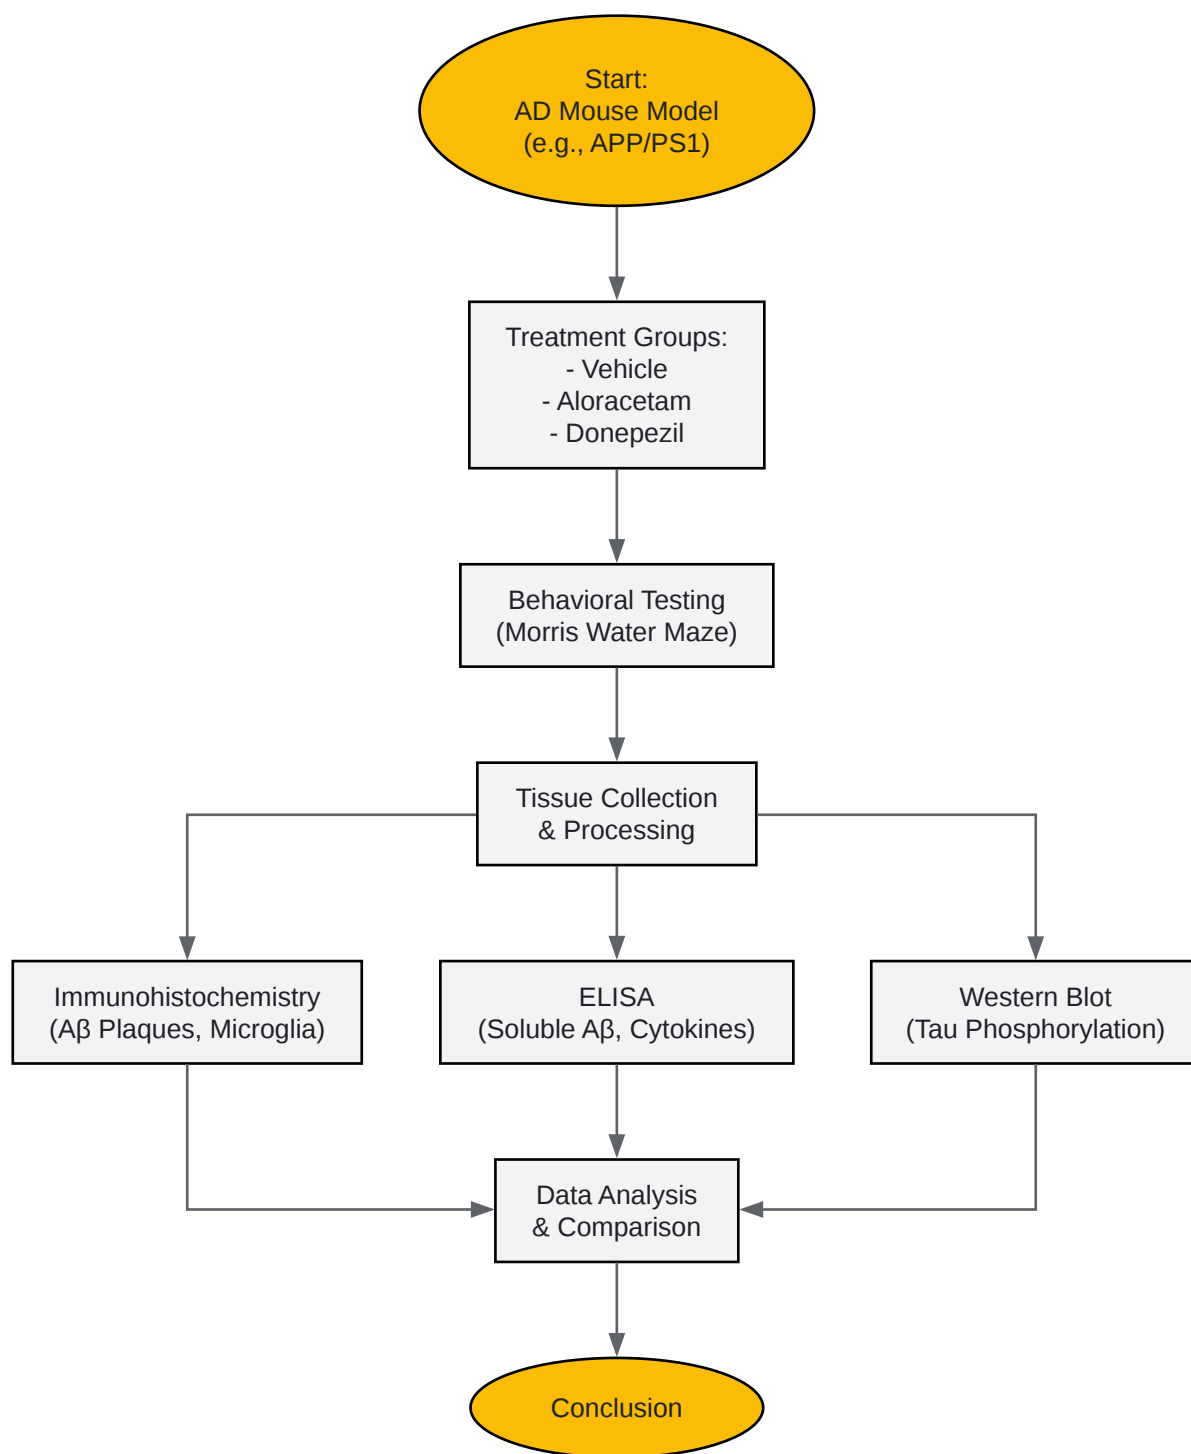 Start:
AD Mouse Model
(e.g., APP/PS1)
Treatment Groups:
- Vehicle
- Aloracetam
- Donepezil
Behavioral Testing
(Morris Water Maze)
Tissue Collection
& Processing
Immunohistochemistry
(Aβ Plaques, Microglia)
ELISA
(Soluble Aβ, Cytokines)
Western Blot
(Tau Phosphorylation)
Data Analysis
& Comparison
Conclusion